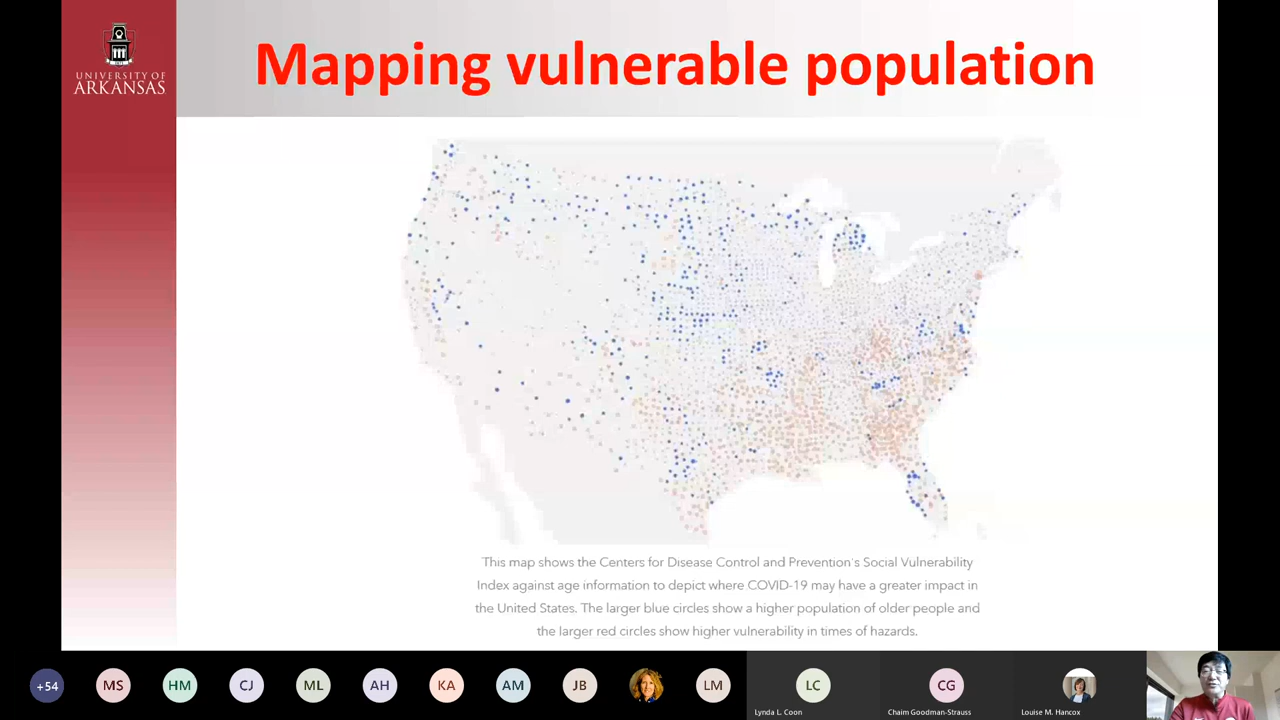 UNIVERSITY OF
ARKANSAS
Mapping vulnerable population
This map shows the Centers for Disease Control and Prevention's Social Vulnerability
Index against age information to depict where COVID-19 may have a greater impact in
the United States. The larger blue circles show a higher population of older people and
the larger red circles show higher vulnerability in times of hazards.
+54
MS
HM
CJ
ML
AH
KA
AM
JB
LM
LC
CG
Lynda L. Coon
Chaim Goodman-Strauss
Louise M. Hancox